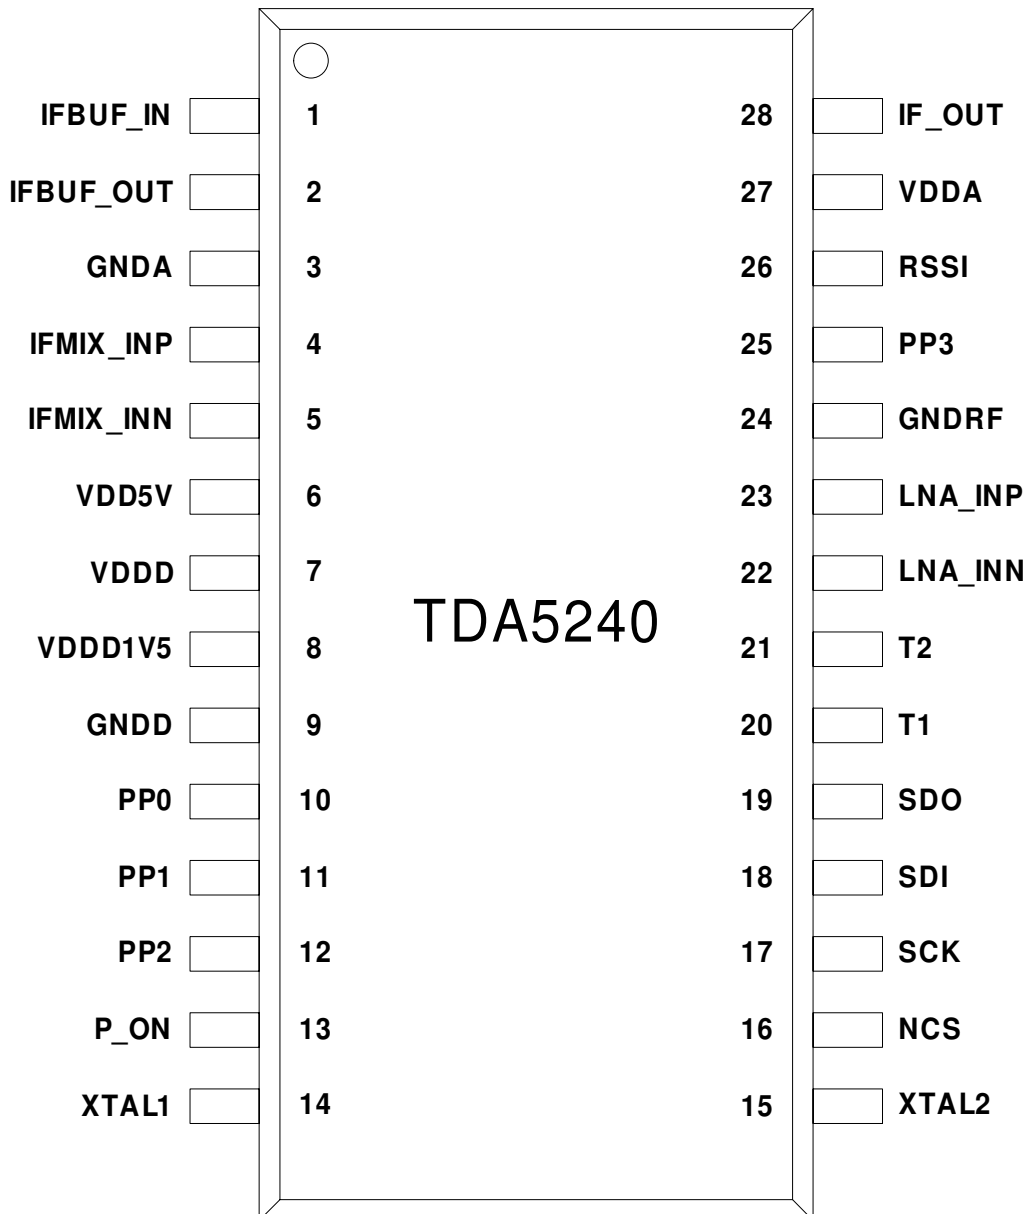 IFBUF_IN 1 28 IF_OUT
IFBUF_OUT 2 27 VDDA
GNDA 3 26 RSSI
IFMIX_INP 4 25 PP3
IFMIX_INN 5 24 GNDRF
VDD5V 6 23 LNA_INP
VDDD 7 22 LNA_INN
TDA5240
VDDD1V5 8 21 T2
GNDD 9 20 T1
PP0 10 19 SDO
PP1 11 18 SDI
PP2 12 17 SCK
P_ON 13 16 NCS
XTAL1 14 15 XTAL2